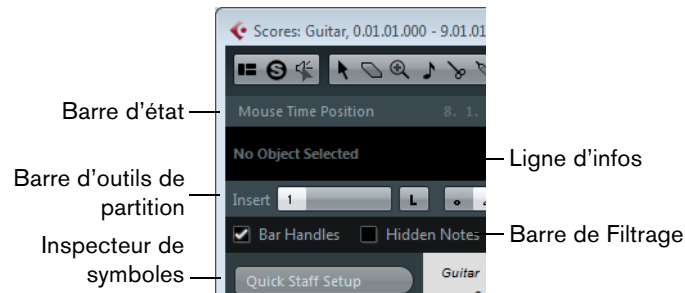 Scores: Guitar, 0.01.01.000 - 9.01.01
Barre d'état
Mouse Time Position 8. 1.
No Object Selected
Ligne d'infos
Barre d'outils de
partition
Insert 1 L
Bar Handles Hidden Notes
Barre de Filtrage
Inspecteur de
symboles
Quick Staff Setup
Guitar